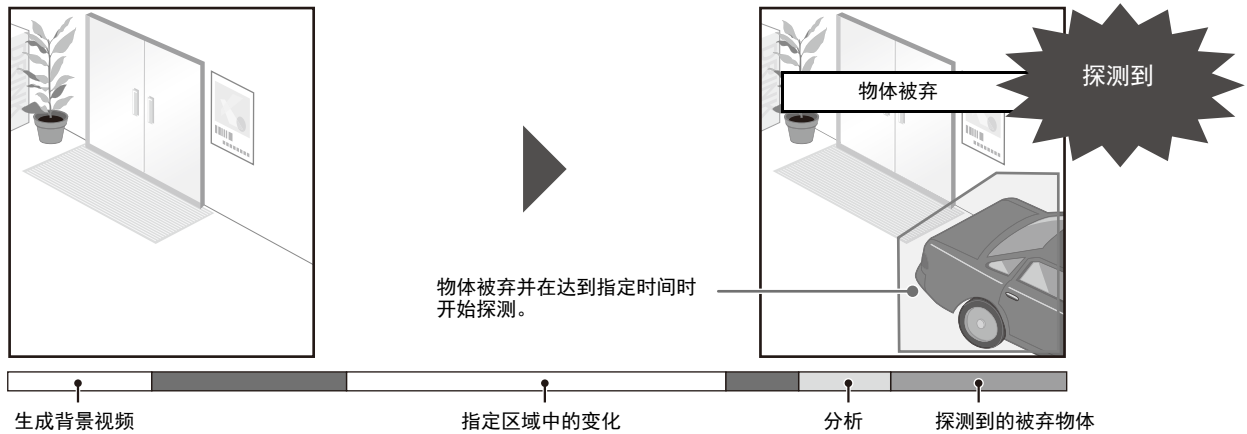 探测到
物体被弃
物体被弃并在达到指定时间时
开始探测。
生成背景视频
指定区域中的变化
分析
探测到的被弃物体